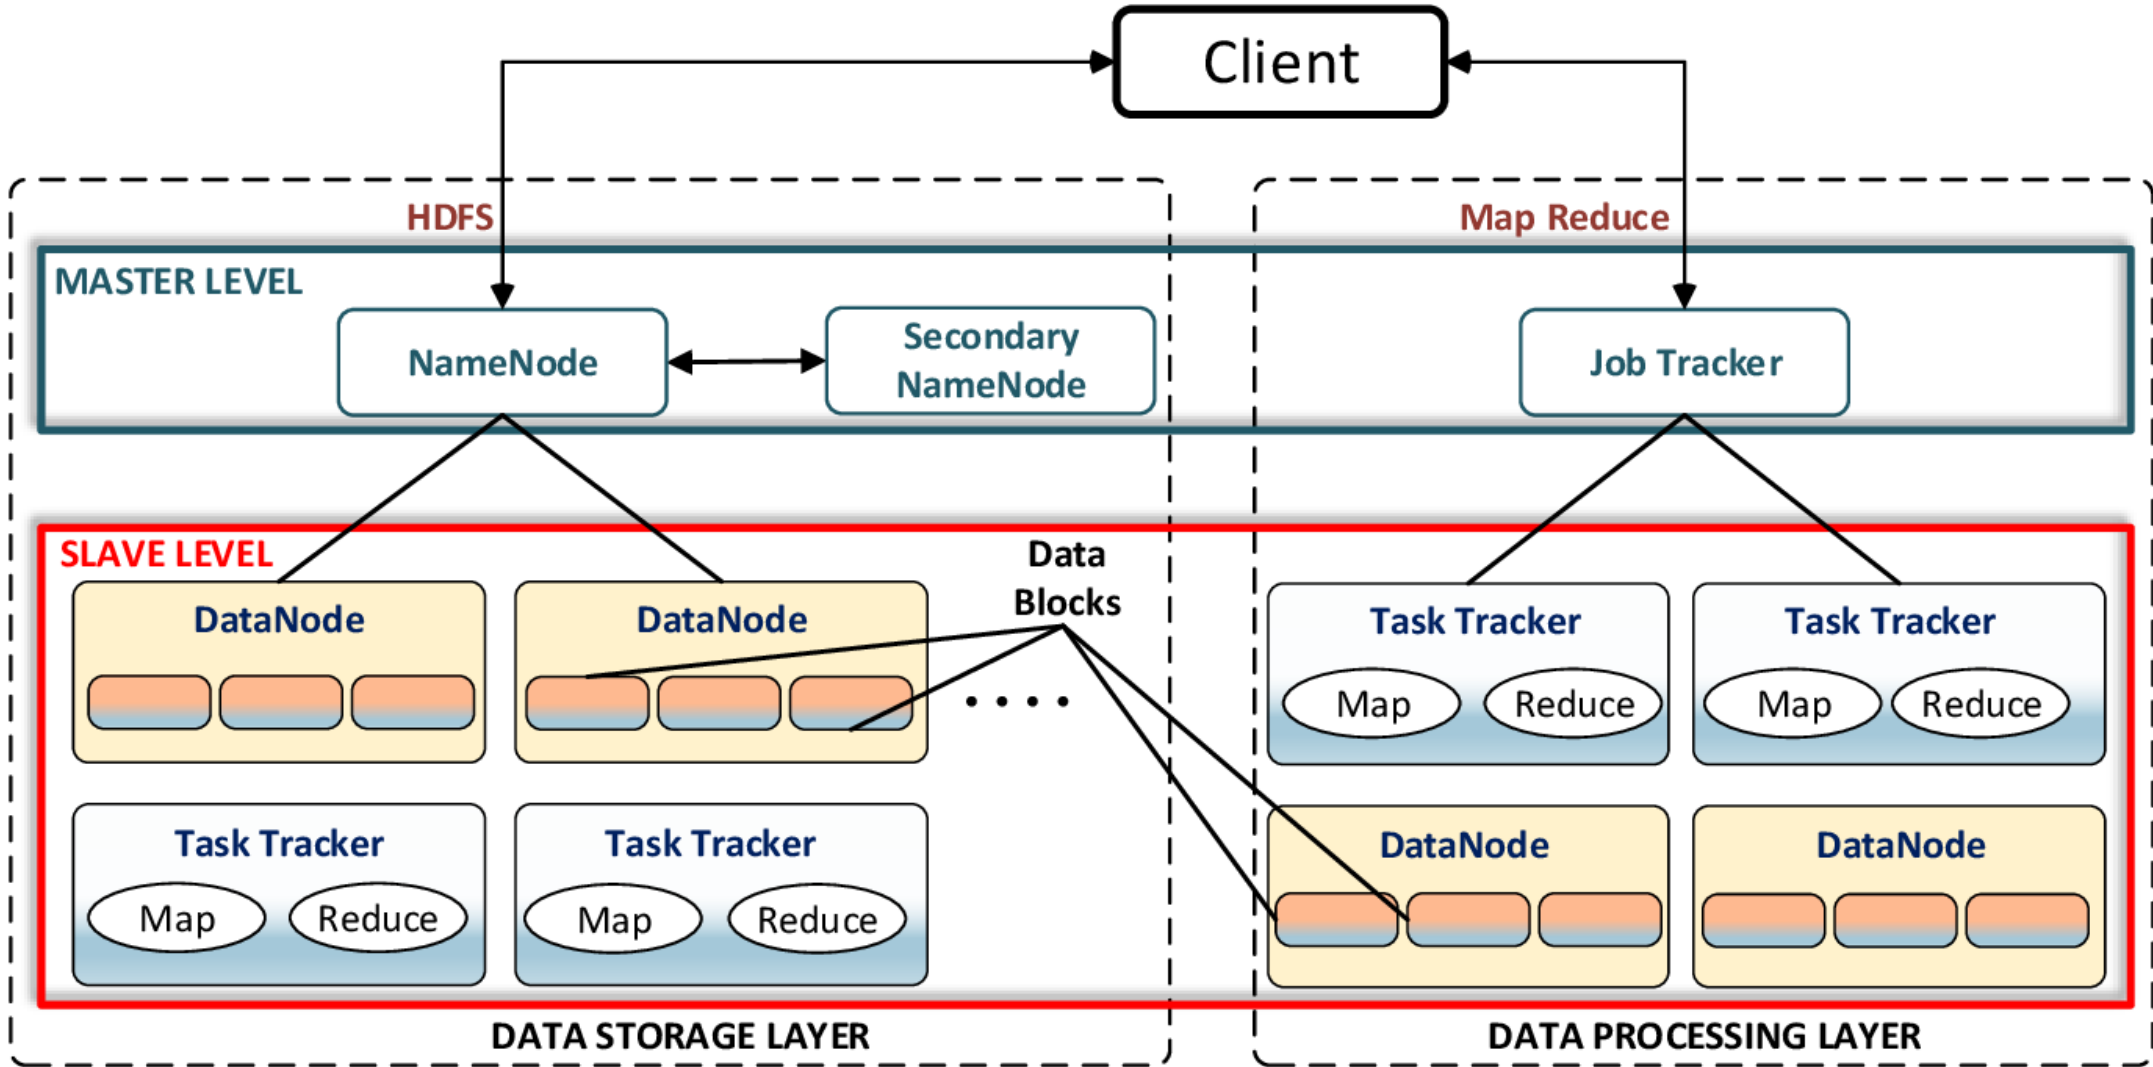 Client
HDFS
Map Reduce
MASTER LEVEL
NameNode
Secondary
NameNode
Job Tracker
SLAVE LEVEL
Data
Blocks
DataNode
DataNode
Task Tracker
Map
Reduce
Task Tracker
Map
Reduce
Task Tracker
Map
Reduce
Task Tracker
Map
Reduce
DataNode
DataNode
DATA STORAGE LAYER
DATA PROCESSING LAYER